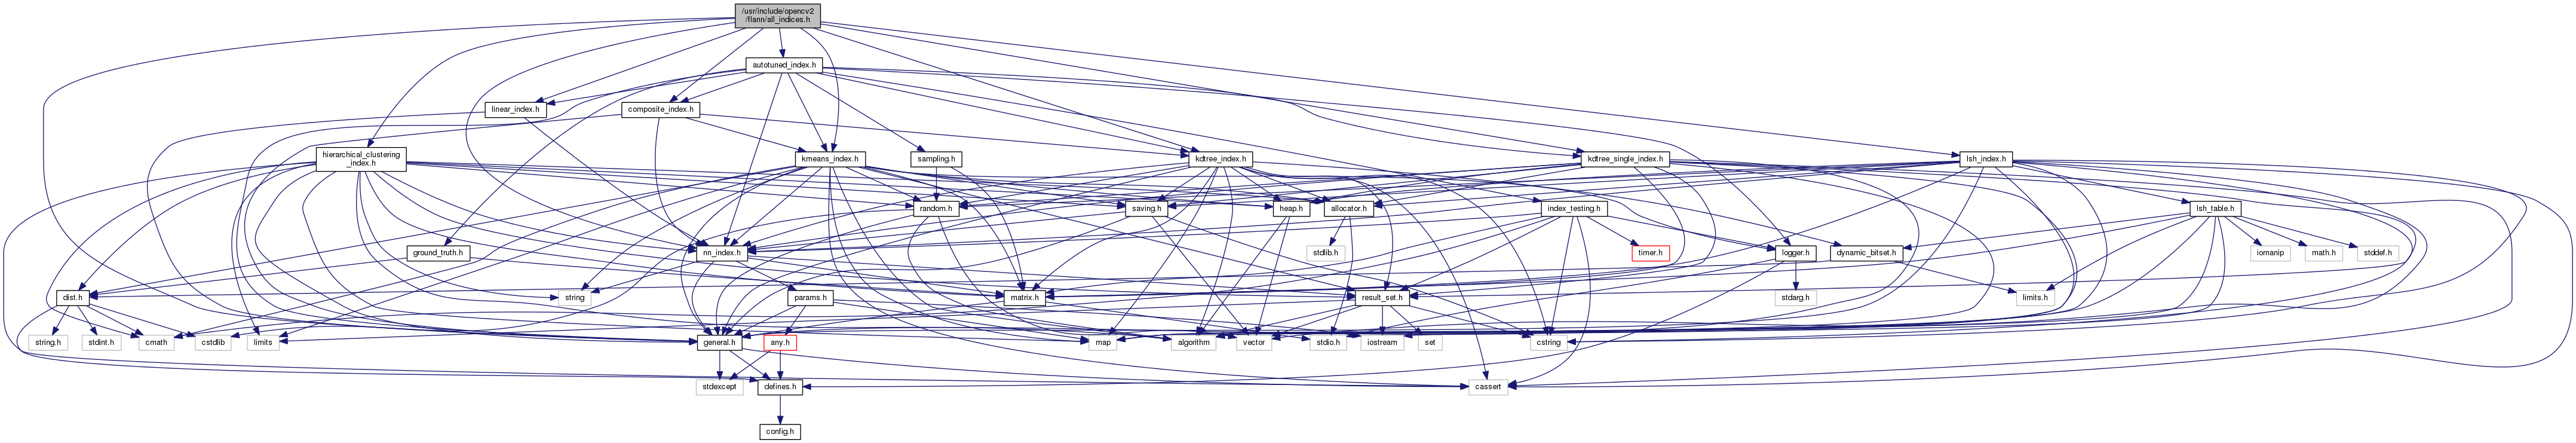 /usr/include/opencv2
/flann/all_indices.h
autotuned_index.h
linear_index.h
composite_index.h
hierarchical_clustering
_index.h
kmeans_index.h
sampling.h
kdtree_index.h
kdtree_single_index.h
lsh_index.h
random.h
saving.h
heap.h
allocator.h
index_testing.h
lsh_table.h
ground_truth.h
nn_index.h
stdlib.h
timer.h
logger.h
dynamic_bitset.h
iomanip
math.h
stddef.h
dist.h
string
params.h
matrix.h
result_set.h
stdarg.h
limits.h
string.h
stdint.h
cmath
cstdlib
limits
general.h
any.h
map
algorithm
vector
stdio.h
iostream
set
cstring
stdexcept
defines.h
cassert
config.h